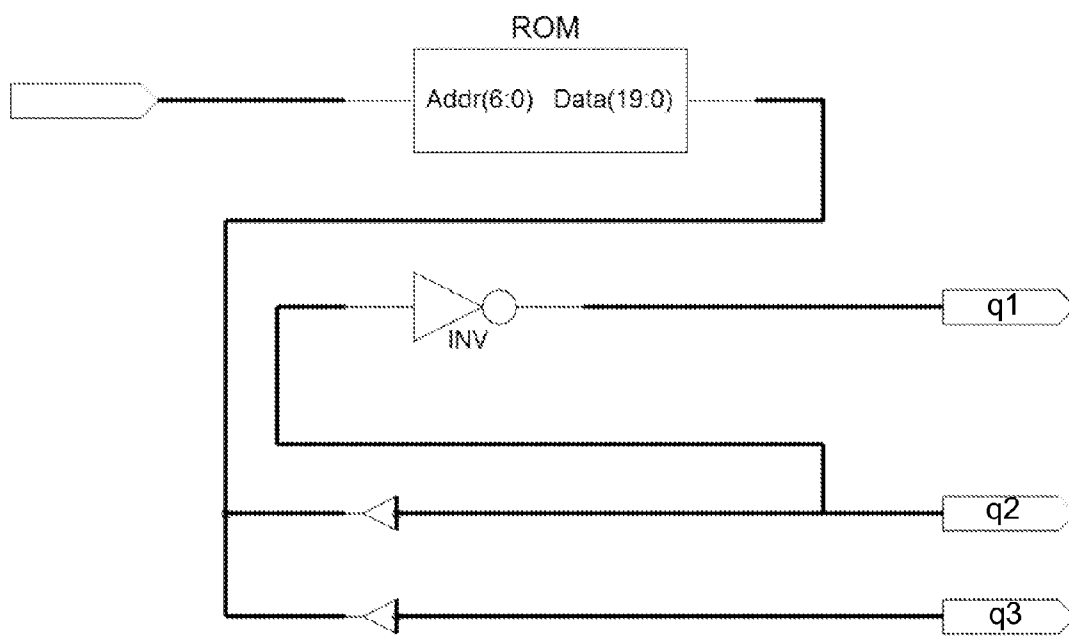 ROM
Addr(6:0) Data(19:0)
INV
q1
q2
q3